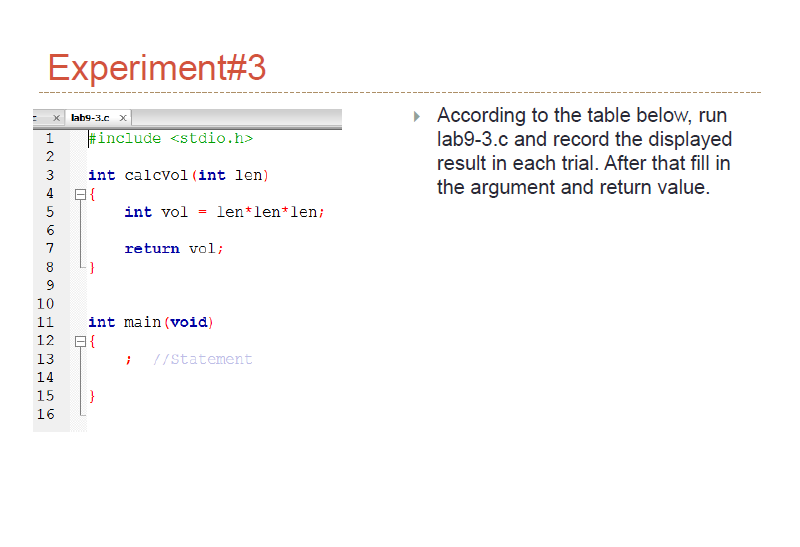 Experiment#3
lab9-3.c
1 #include <stdio.h>
2
3 int calcVol(int len)
4 {
5 int vol = len*len*len;
6
7 return vol;
8 }
9
10
11 int main(void)
12 {
13 ; //Statement
14
15 }
16
According to the table below, run
lab9-3.c and record the displayed
result in each trial. After that fill in
the argument and return value.